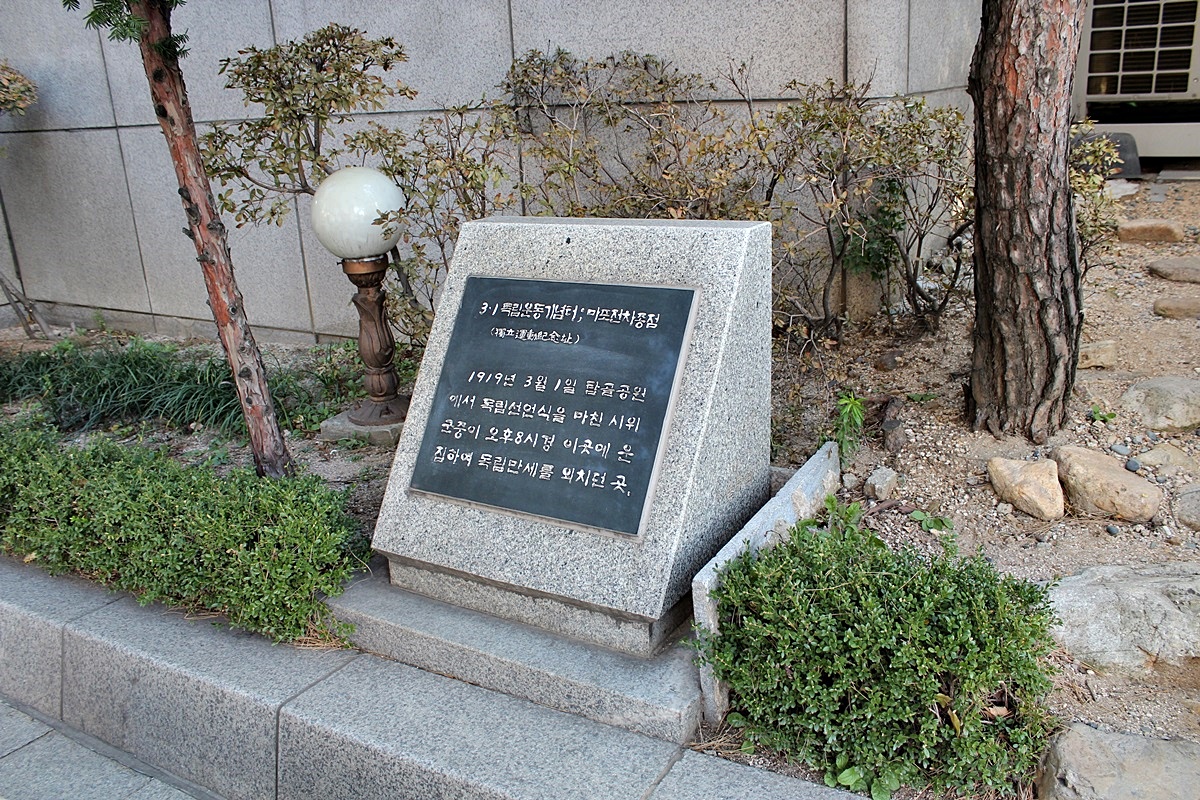 3·1 독립운동기념터; 마포전차종점
(獨立運動紀念址)
1919년 3월 1일 탑골공원
에서 독립선언식을 마친 시위
군중이 오후8시경 이곳에 운
집하여 독립만세를 외치던 곳.